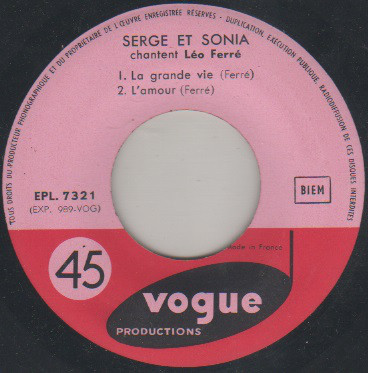 TOUS DROITS DU PRODUCTEUR PHONOGRAPHIQUE ET DU PROPRIETAIRE DE L'ŒUVRE ENREGISTRÉE RÉSERVÉS - DUPLICATION, EXECUTION PUBLIQUE, RADIODIFFUSION DE CES DISQUES INTERDITES
SERGE ET SONIA
chantent Léo Ferré
1. La grande vie (Ferré)
2. L'amour (Ferré)
EPL. 7321
(EXP. 989-VOG)
BIEM
Made in France
45
vogue
PRODUCTIONS